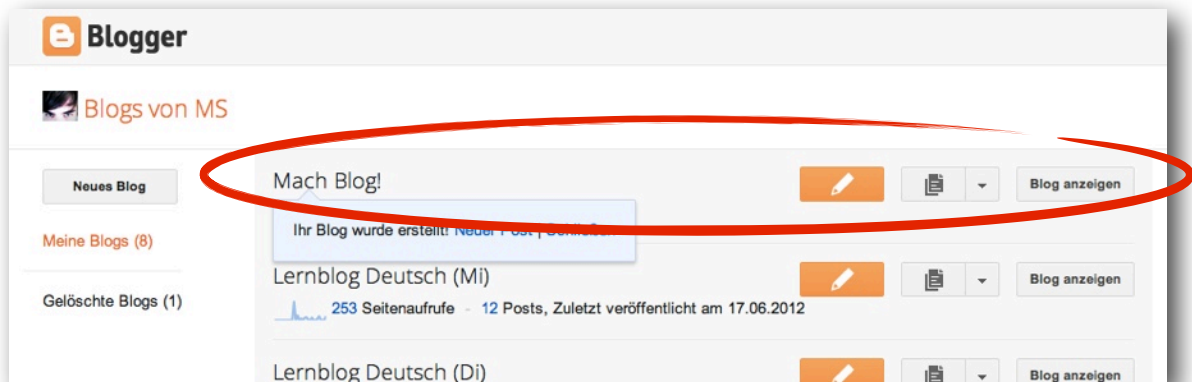 Blogger
Blogs von MS
Neues Blog
Meine Blogs (8)
Gelöschte Blogs (1)
Mach Blog!
Blog anzeigen
Ihr Blog wurde erstellt! Neuer Post | Schließen
Lernblog Deutsch (Mi)
Blog anzeigen
253 Seitenaufrufe - 12 Posts, Zuletzt veröffentlicht am 17.06.2012
Lernblog Deutsch (Di)
Blog anzeigen